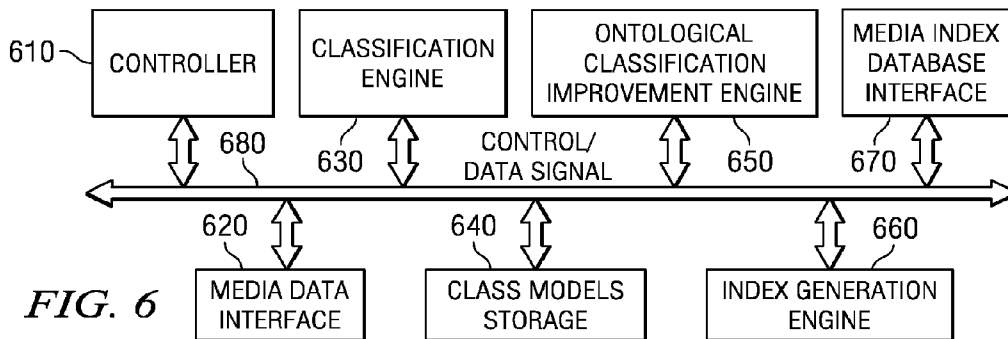 610
CONTROLLER
CLASSIFICATION
ENGINE
ONTOLOGICAL
CLASSIFICATION
IMPROVEMENT ENGINE
MEDIA INDEX
DATABASE
INTERFACE
680
630
CONTROL/
DATA SIGNAL
650
670
620
640
660
FIG. 6
MEDIA DATA
INTERFACE
CLASS MODELS
STORAGE
INDEX GENERATION
ENGINE